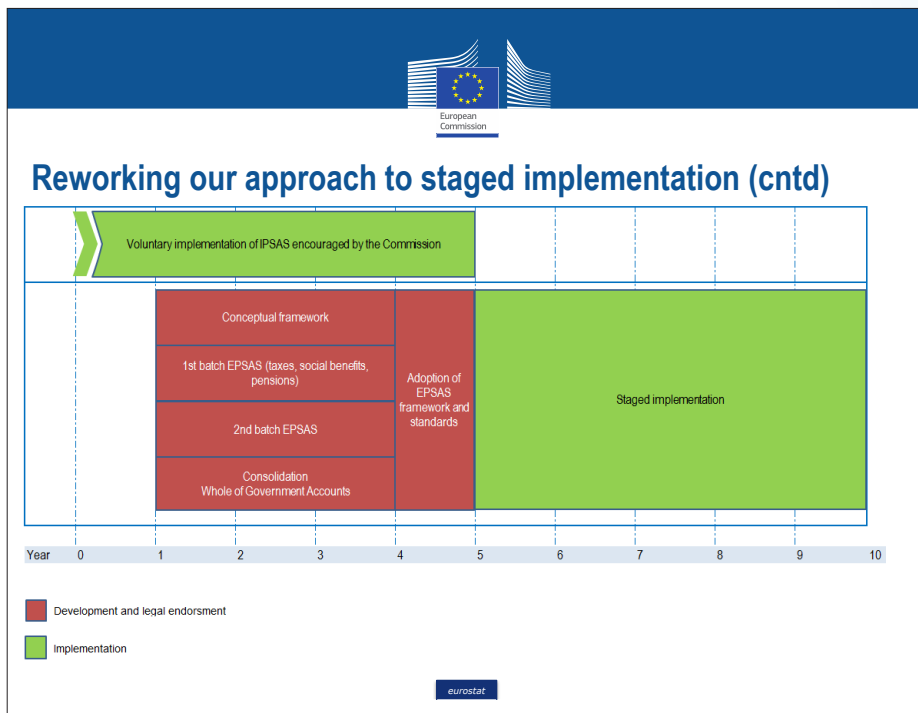 European
Commission
Reworking our approach to staged implementation (cntd)
Voluntary implementation of IPSAS encouraged by the Commission
Conceptual framework
1st batch EPSAS (taxes, social benefits,
pensions)
2nd batch EPSAS
Consolidation
Whole of Government Accounts
Adoption of
EPSAS
framework and
standards
Staged implementation
Year 0 1 2 3 4 5 6 7 8 9 10
Development and legal endorsment
Implementation
eurostat